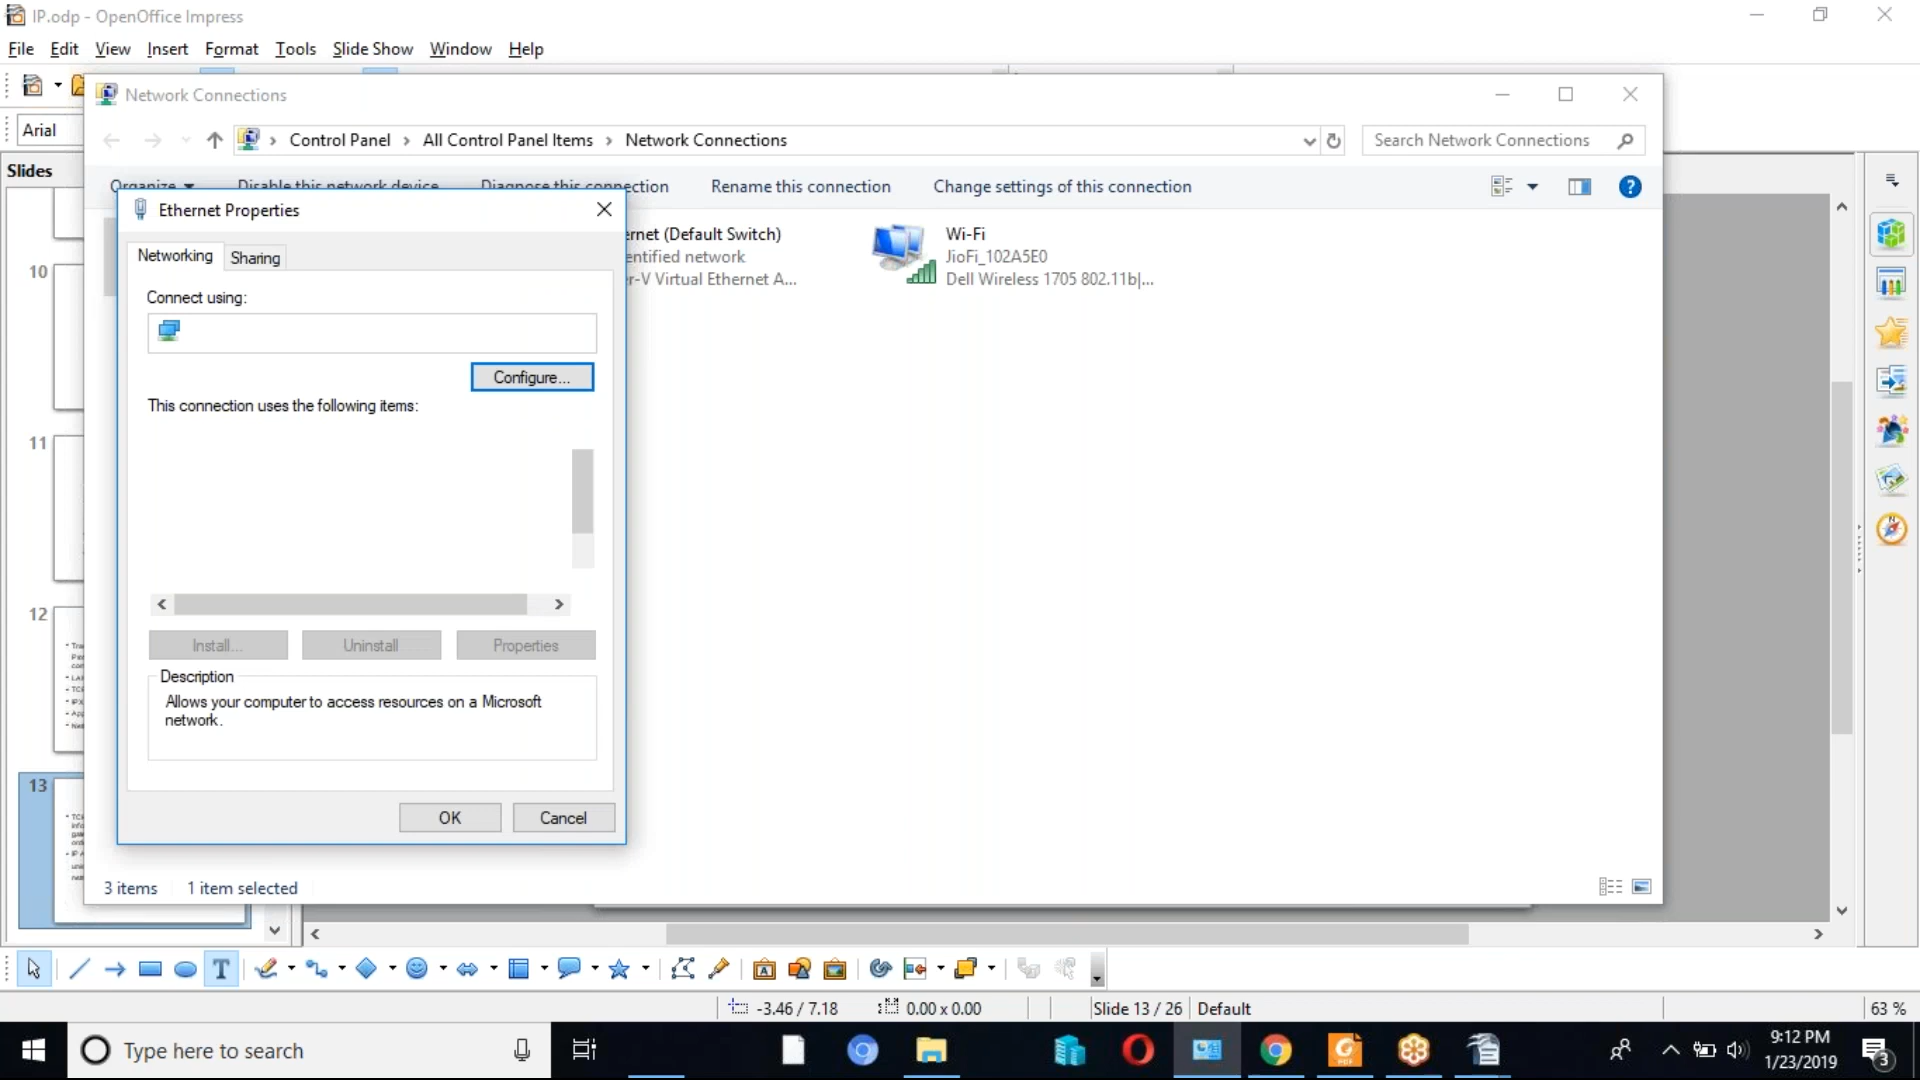 IP.odp - OpenOffice Impress
File Edit View Insert Format Tools Slide Show Window Help
Network Connections
Arial
Control Panel › All Control Panel Items › Network Connections
Search Network Connections
Slides
Organize Disable this network device Diagnose this connection Rename this connection Change settings of this connection
Ethernet Properties
Networking Sharing
Connect using:
Configure...
This connection uses the following items:
Install... Uninstall Properties
Description
Allows your computer to access resources on a Microsoft
network.
OK Cancel
rnet (Default Switch)
entified network
r-V Virtual Ethernet A...
Wi-Fi
JioFi_102A5E0
Dell Wireless 1705 802.11b|...
10
11
12
13
3 items 1 item selected
-3.46 / 7.18 0.00 x 0.00 Slide 13 / 26 Default 63 %
Type here to search
9:12 PM
1/23/2019
3